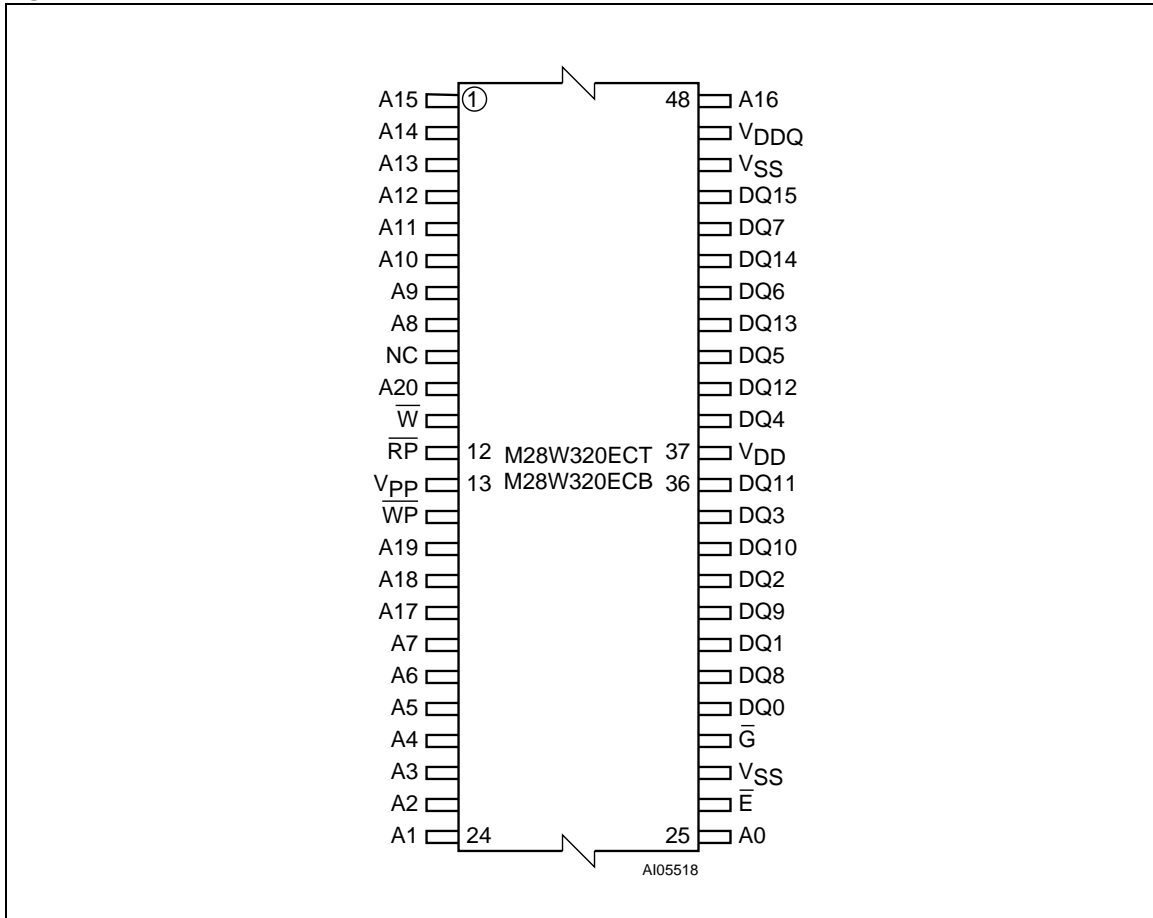 A15 1 48 A16
A14 VDDQ
A13 VSS
A12 DQ15
A11 DQ7
A10 DQ14
A9 DQ6
A8 DQ13
NC DQ5
A20 DQ12
W̅ DQ4
R̅P̅ 12 M28W320ECT 37 VDD
VPP 13 M28W320ECB 36 DQ11
W̅P̅ DQ3
A19 DQ10
A18 DQ2
A17 DQ9
A7 DQ1
A6 DQ8
A5 DQ0
A4 G̅
A3 VSS
A2 E̅
A1 24 25 A0
AI05518